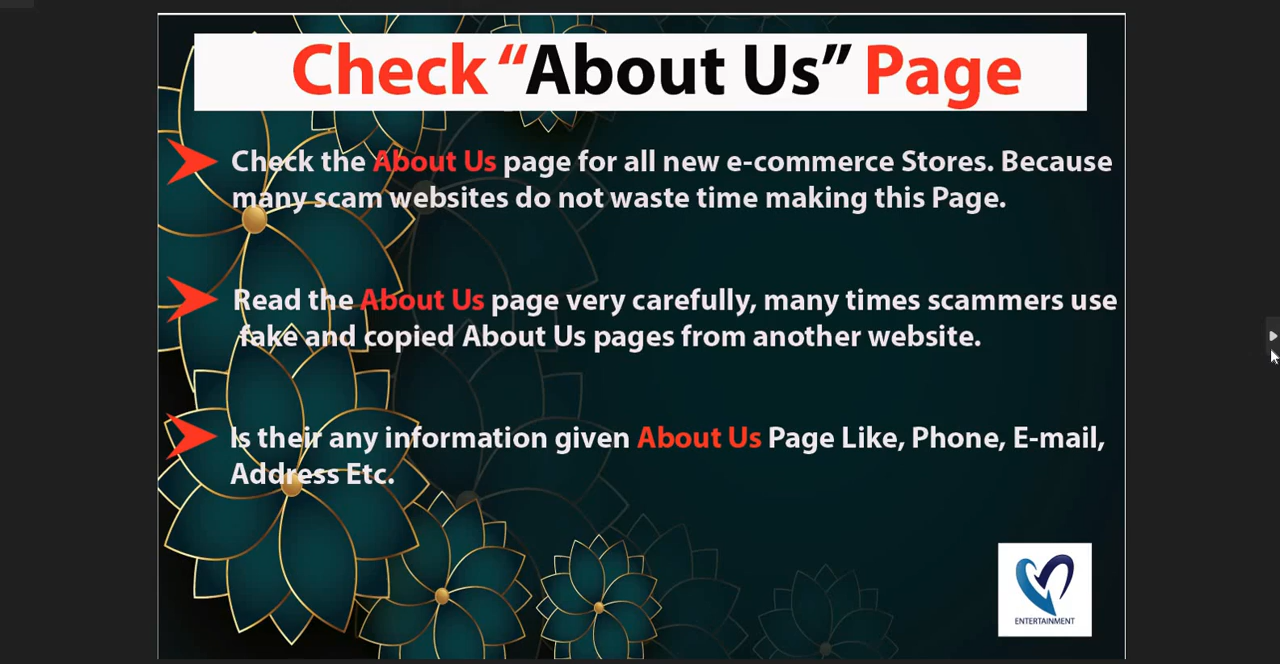 Check “About Us” Page
Check the About Us page for all new e-commerce Stores. Because
many scam websites do not waste time making this Page.
Read the About Us page very carefully, many times scammers use
fake and copied About Us pages from another website.
Is their any information given About Us Page Like, Phone, E-mail,
Address Etc.
ENTERTAINMENT